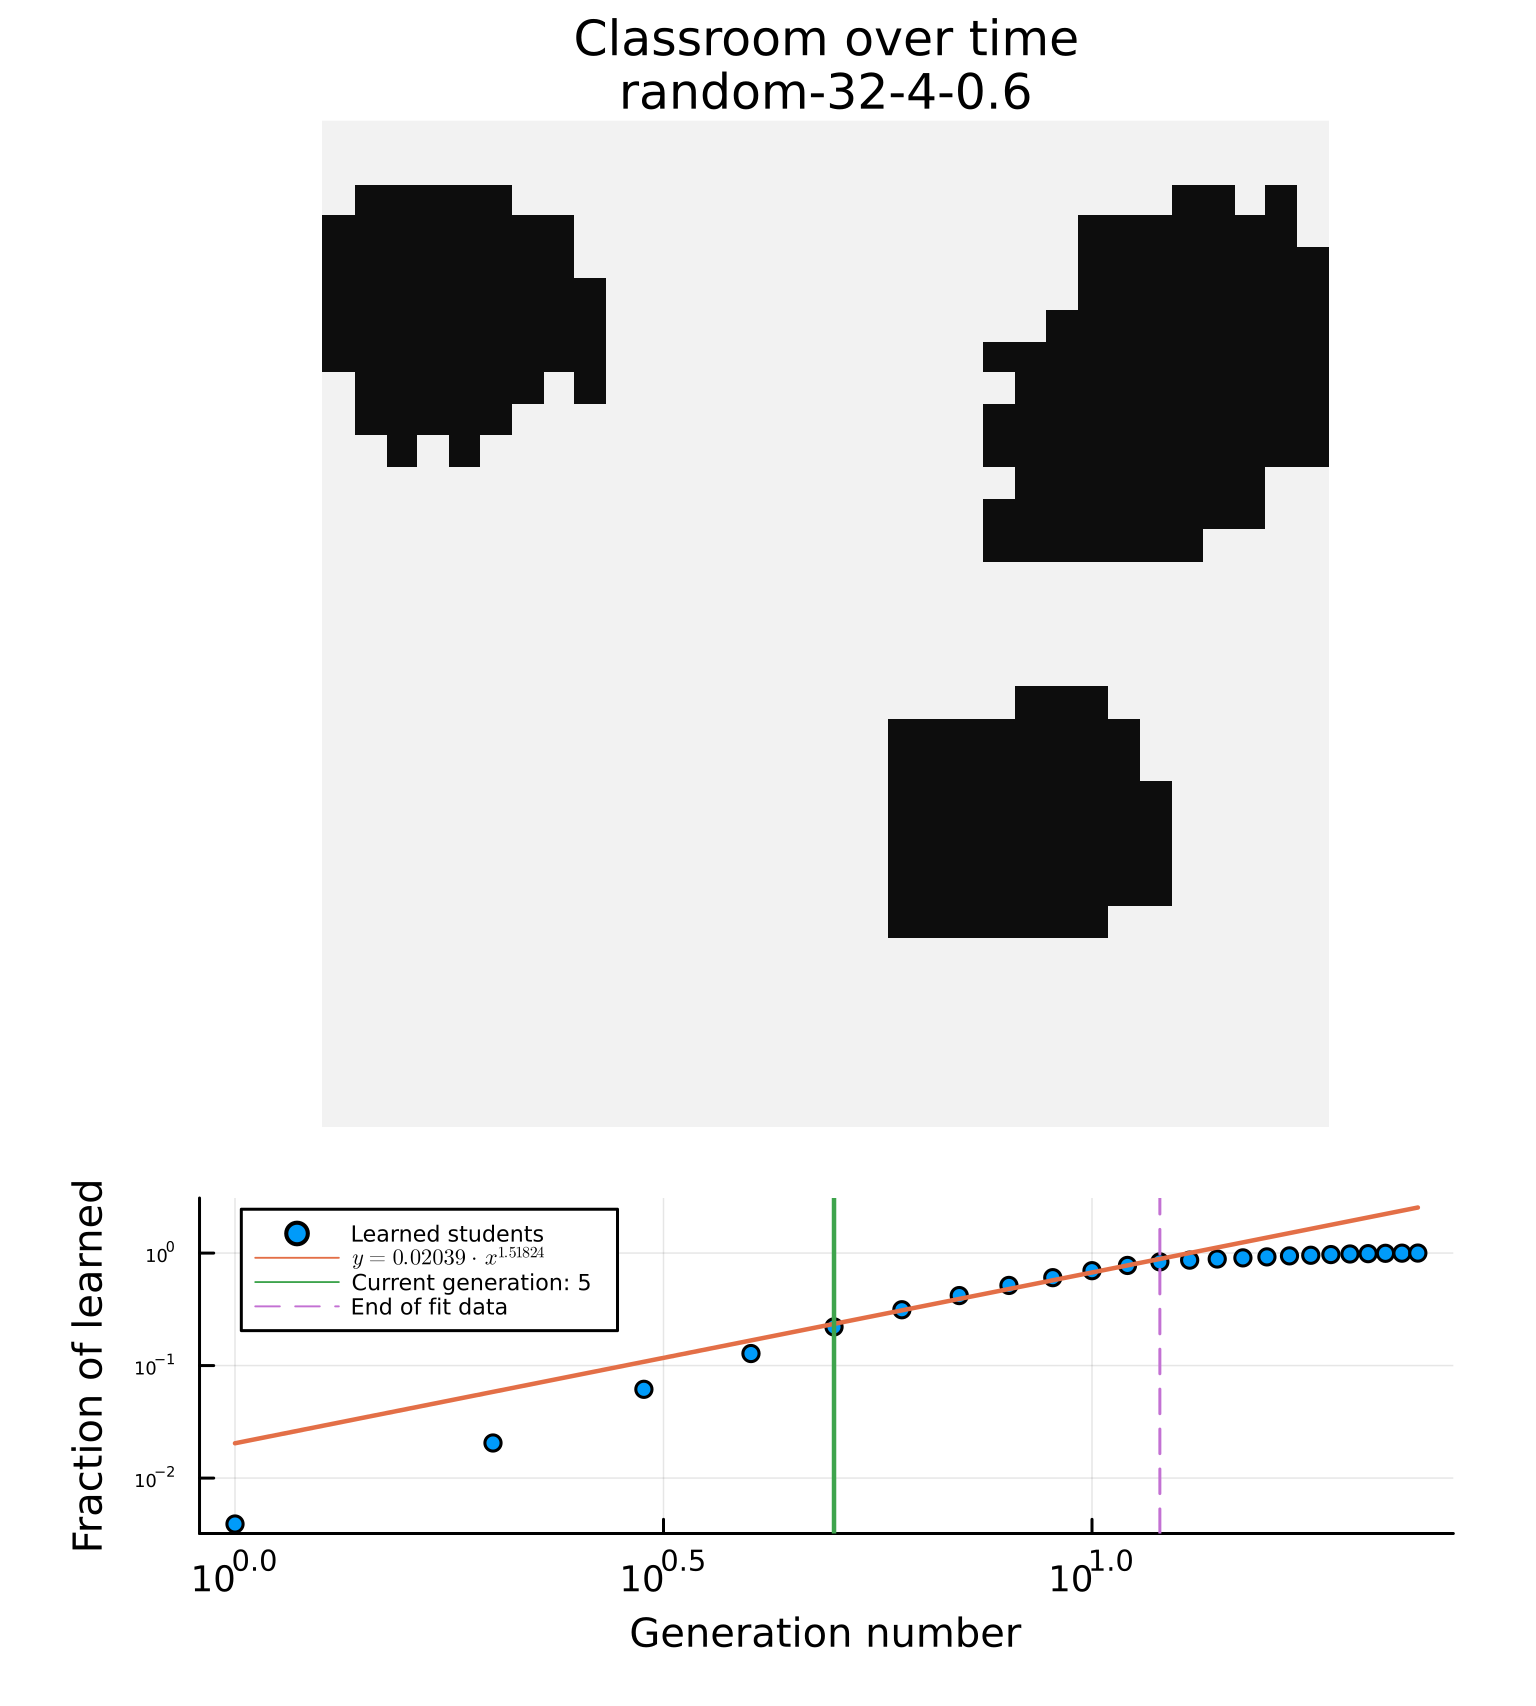 Classroom over time
random-32-4-0.6
Fraction of learned
Learned students
y = 0.02039 · x^1.51824
Current generation: 5
End of fit data
10^0
10^−1
10^−2
10^0.0 10^0.5 10^1.0
Generation number